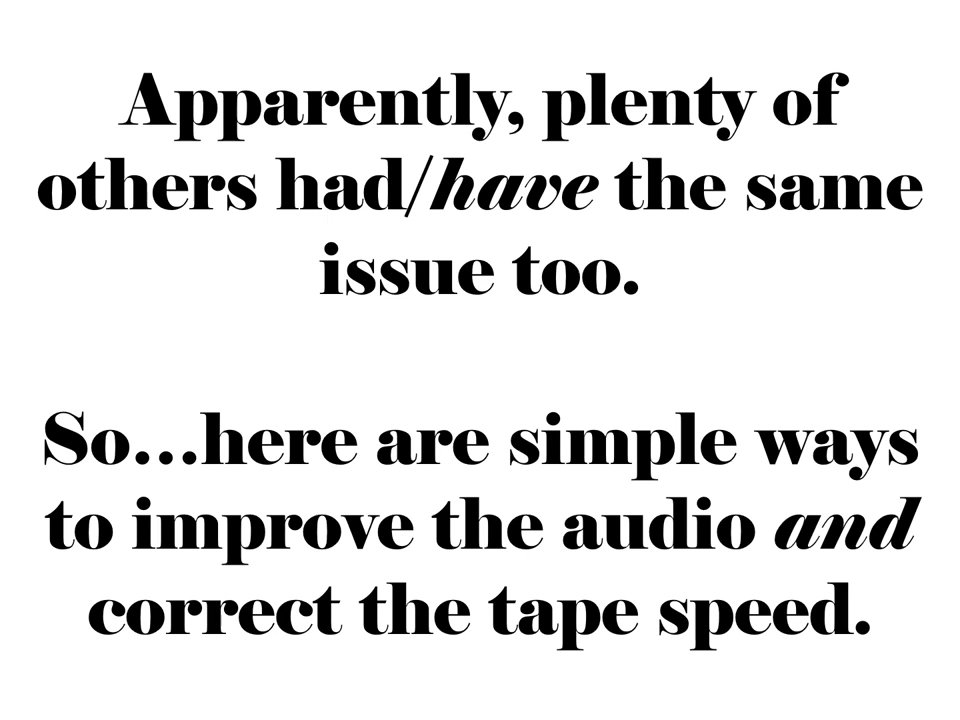 Apparently, plenty of
others had/have the same
issue too.
So...here are simple ways
to improve the audio and
correct the tape speed.